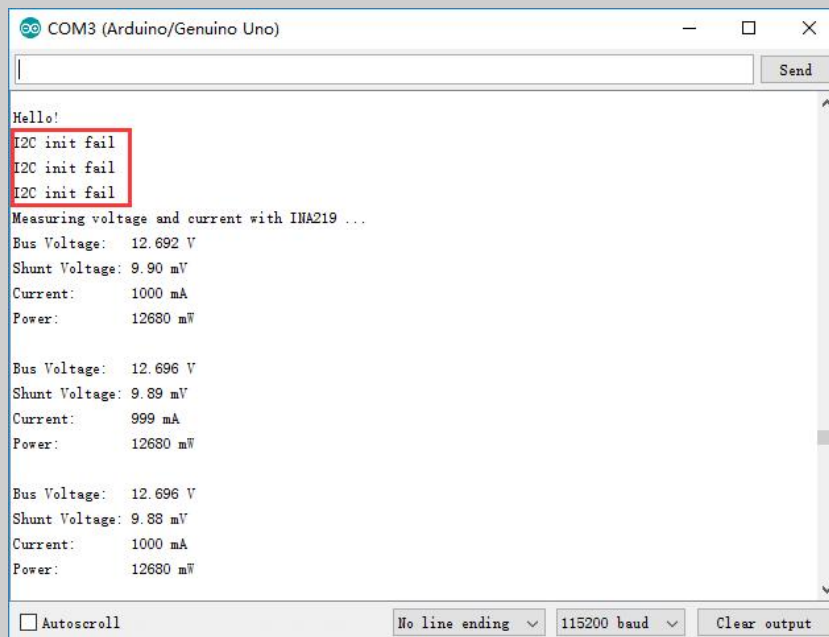 COM3 (Arduino/Genuino Uno)
Send
Hello!
I2C init fail
I2C init fail
I2C init fail
Measuring voltage and current with INA219 ...
Bus Voltage: 12.692 V
Shunt Voltage: 9.90 mV
Current: 1000 mA
Power: 12680 mW
Bus Voltage: 12.696 V
Shunt Voltage: 9.89 mV
Current: 999 mA
Power: 12680 mW
Bus Voltage: 12.696 V
Shunt Voltage: 9.88 mV
Current: 1000 mA
Power: 12680 mW
Autoscroll No line ending 115200 baud Clear output